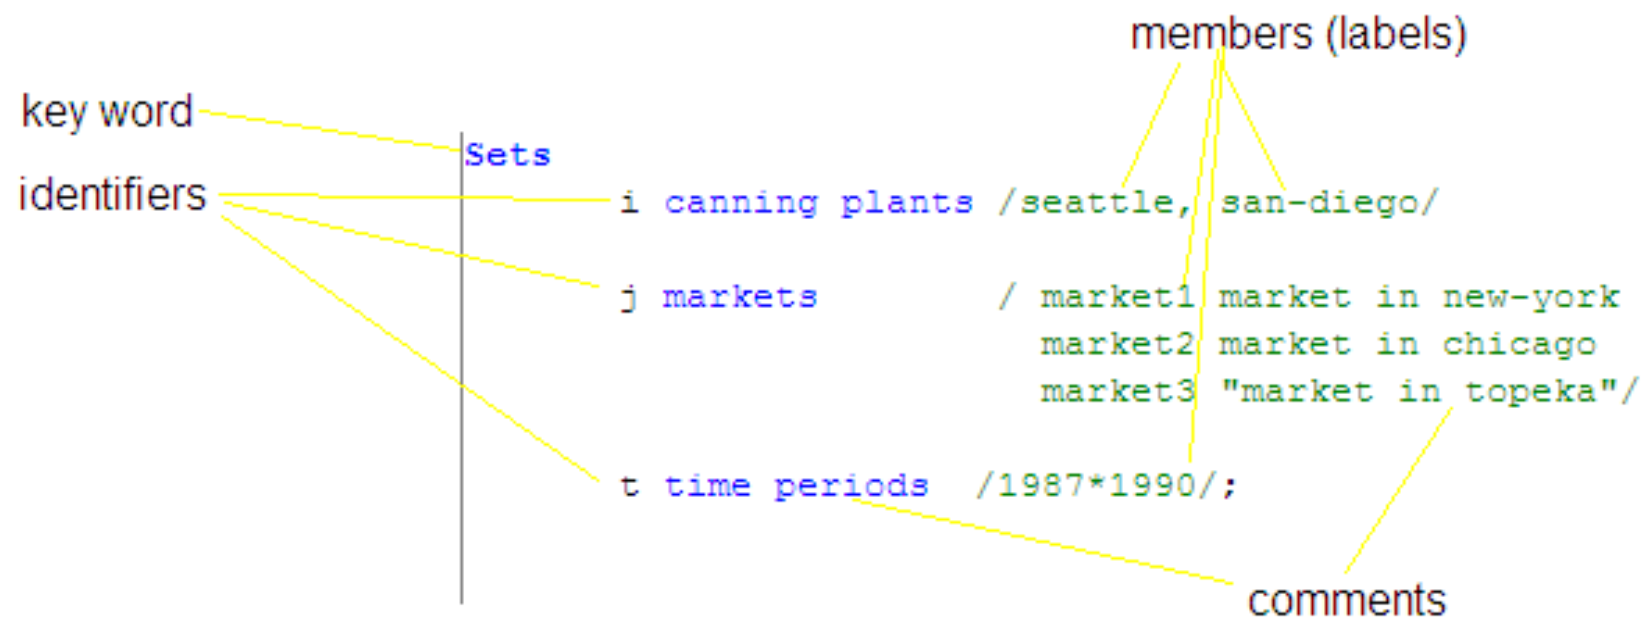 members (labels)
key word
Sets
identifiers
i canning plants /seattle, san-diego/
j markets / market1 market in new-york
market2 market in chicago
market3 "market in topeka"/
t time periods /1987*1990/;
comments